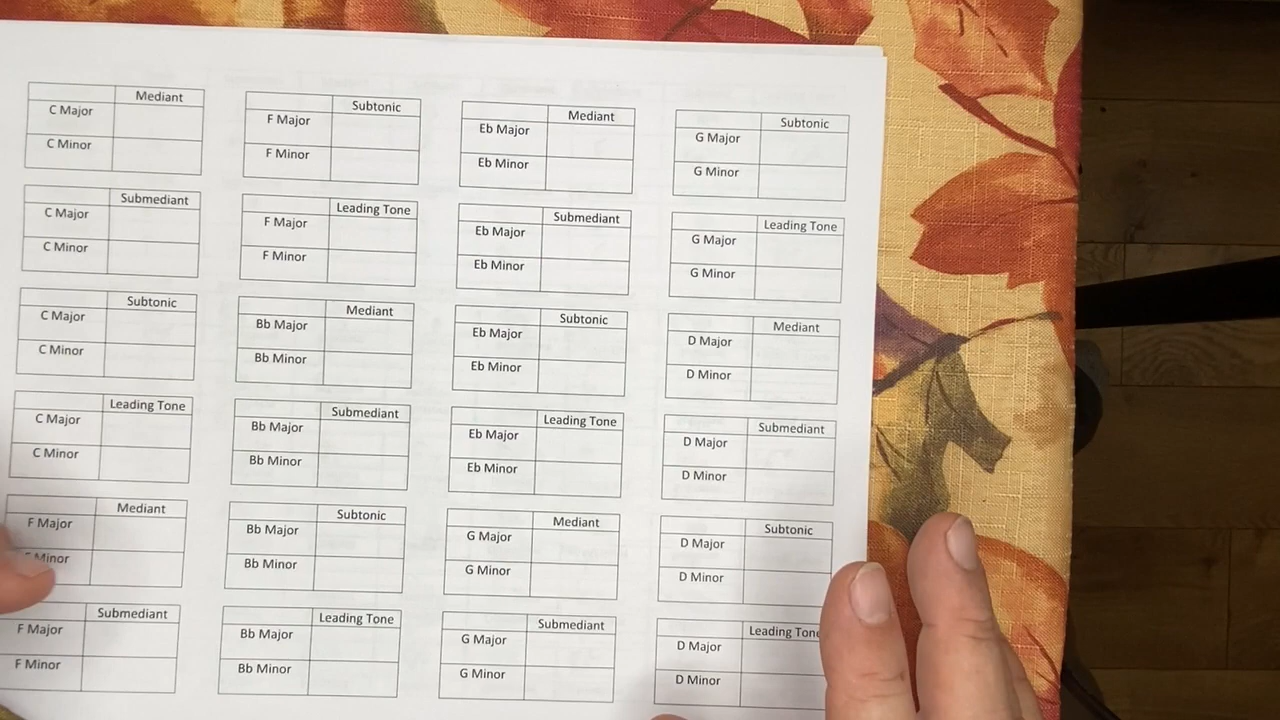 Mediant
C Major
C Minor
Submediant
C Major
C Minor
Subtonic
C Major
C Minor
Leading Tone
C Major
C Minor
Mediant
F Major
Minor
Submediant
F Major
F Minor
Subtonic
F Major
F Minor
Leading Tone
F Major
F Minor
Mediant
Bb Major
Bb Minor
Submediant
Bb Major
Bb Minor
Subtonic
Bb Major
Bb Minor
Leading Tone
Bb Major
Bb Minor
Mediant
Eb Major
Eb Minor
Submediant
Eb Major
Eb Minor
Subtonic
Eb Major
Eb Minor
Leading Tone
Eb Major
Eb Minor
Mediant
G Major
G Minor
Submediant
G Major
G Minor
Subtonic
G Major
G Minor
Leading Tone
G Major
G Minor
Mediant
D Major
D Minor
Submediant
D Major
D Minor
Subtonic
D Major
D Minor
Leading Tone
D Major
D Minor